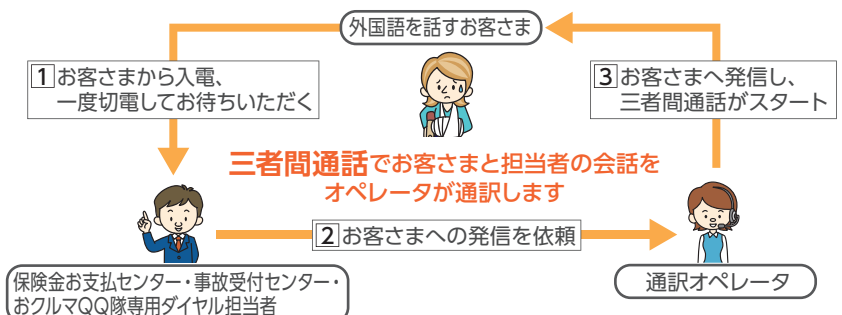 外国語を話すお客さま
1 お客さまから入電、
一度切電してお待ちいただく
3 お客さまへ発信し、
三者間通話がスタート
三者間通話でお客さまと担当者の会話を
オペレータが通訳します
2 お客さまへの発信を依頼
保険金お支払センター・事故受付センター・
おクルマQQ隊専用ダイヤル担当者
通訳オペレータ